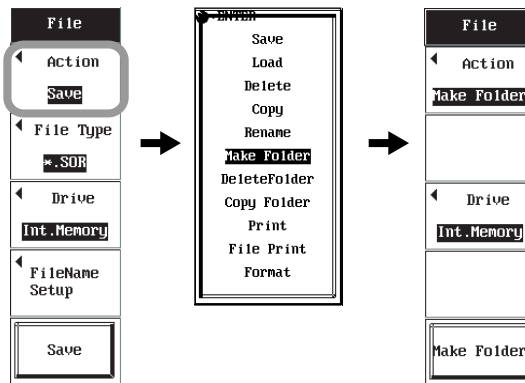 File
Action
Save
File Type
*.SOR
Drive
Int.Memory
FileName
Setup
Save
ENTER
Save
Load
Delete
Copy
Rename
Make Folder
DeleteFolder
Copy Folder
Print
File Print
Format
File
Action
Make Folder
Drive
Int.Memory
Make Folder